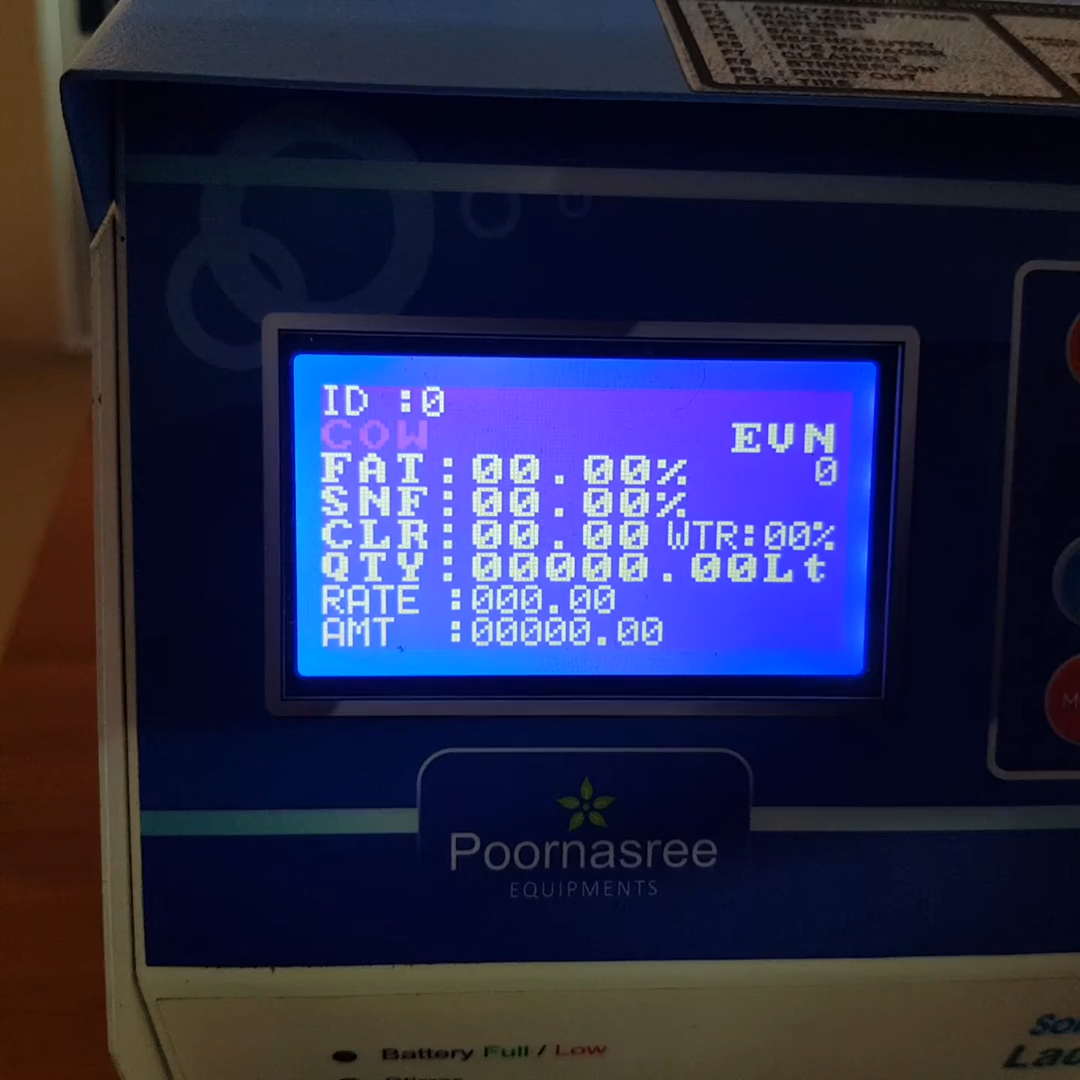 OUT
ID :0
COW EVN
FAT:00.00% 0
SNF:00.00%
CLR:00.00 WTR:00%
QTY:00000.00Lt
RATE :000.00
AMT :00000.00
M
Poornasree
EQUIPMENTS
Battery Full / Low